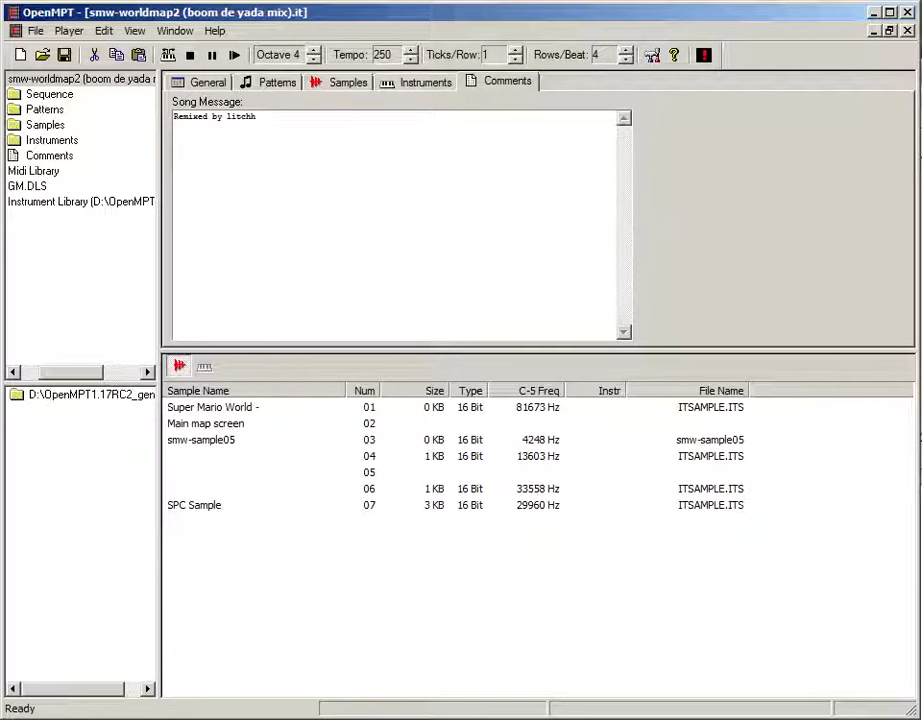 OpenMPT - [smw-worldmap2 (boom de yada mix).it]
File Player Edit View Window Help
Octave 4 Tempo: 250 Ticks/Row: 1 Rows/Beat: 4
smw-worldmap2 (boom de yada r
Sequence
Patterns
Samples
Instruments
Comments
Midi Library
GM.DLS
Instrument Library (D:\OpenMPT
General Patterns Samples Instruments Comments
Song Message:
Remixed by litchh
D:\OpenMPT1.17RC2_gen
Sample Name Num Size Type C-5 Freq Instr File Name
Super Mario World - 01 0 KB 16 Bit 81673 Hz ITSAMPLE.ITS
Main map screen 02
smw-sample05 03 0 KB 16 Bit 4248 Hz smw-sample05
04 1 KB 16 Bit 13603 Hz ITSAMPLE.ITS
05
06 1 KB 16 Bit 33558 Hz ITSAMPLE.ITS
SPC Sample 07 3 KB 16 Bit 29960 Hz ITSAMPLE.ITS
Ready